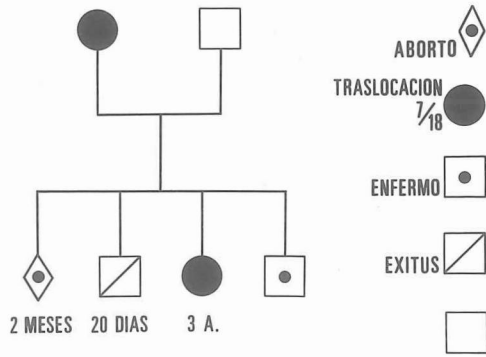 ABORTO
TRASLOCACION
7/18
ENFERMO
EXITUS
2 MESES
20 DIAS
3 A.